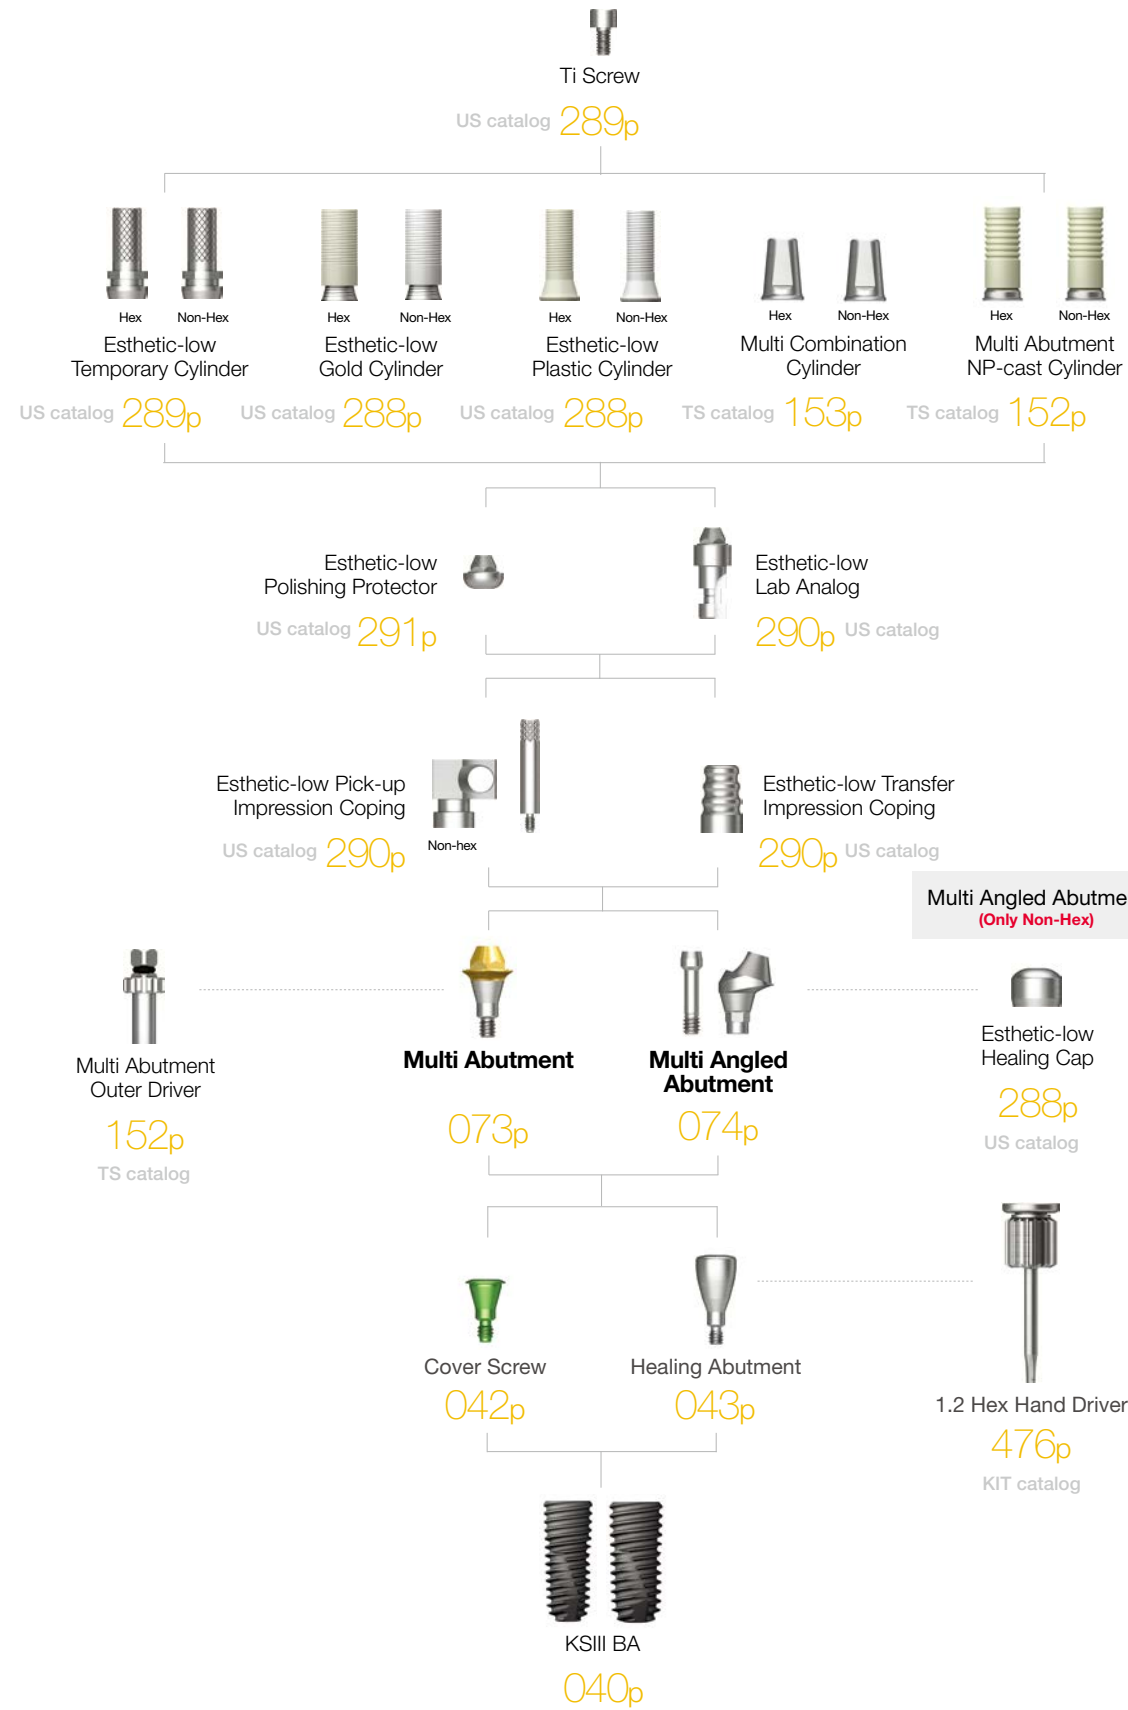 Ti Screw
US catalog 289p
Hex Non-Hex
Esthetic-low
Temporary Cylinder
US catalog 289p
Hex Non-Hex
Esthetic-low
Gold Cylinder
US catalog 288p
Hex Non-Hex
Esthetic-low
Plastic Cylinder
US catalog 288p
Hex Non-Hex
Multi Combination
Cylinder
TS catalog 153p
Hex Non-Hex
Multi Abutment
NP-cast Cylinder
TS catalog 152p
Esthetic-low
Polishing Protector
US catalog 291p
Esthetic-low
Lab Analog
290p US catalog
Esthetic-low Pick-up
Impression Coping
US catalog 290p
Non-hex
Esthetic-low Transfer
Impression Coping
290p US catalog
Multi Angled Abutme
(Only Non-Hex)
Multi Abutment
Outer Driver
152p
TS catalog
Multi Abutment
073p
Multi Angled
Abutment
074p
Esthetic-low
Healing Cap
288p
US catalog
Cover Screw
042p
Healing Abutment
043p
1.2 Hex Hand Driver
476p
KIT catalog
KSIII BA
040p